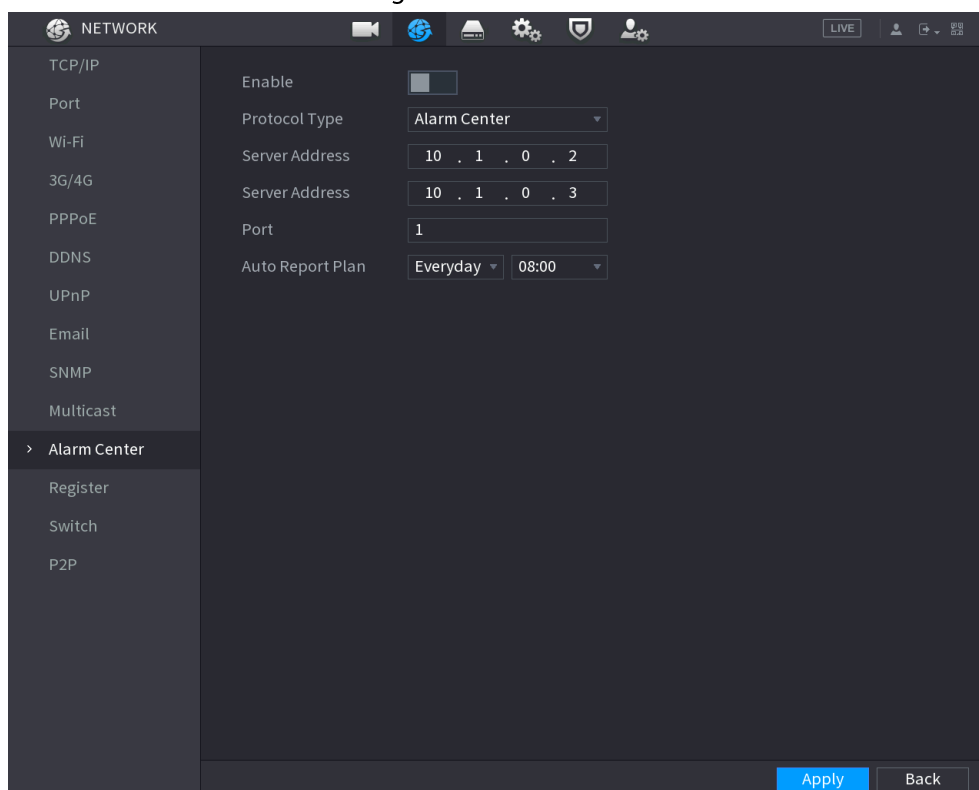 NETWORK LIVE
TCP/IP
Port
Wi-Fi
3G/4G
PPPoE
DDNS
UPnP
Email
SNMP
Multicast
> Alarm Center
Register
Switch
P2P
Enable
Protocol Type Alarm Center
Server Address 10 . 1 . 0 . 2
Server Address 10 . 1 . 0 . 3
Port 1
Auto Report Plan Everyday 08:00
Apply Back